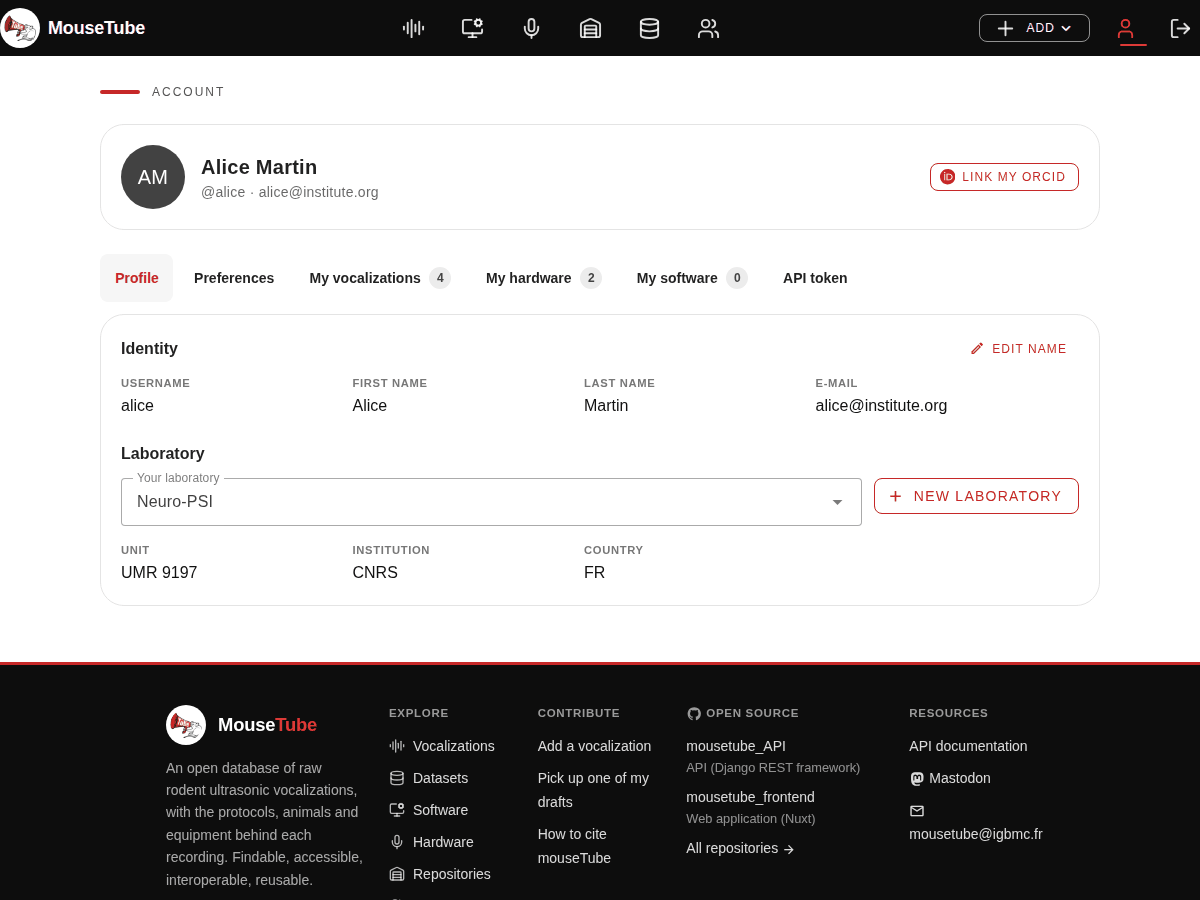 MouseTube
ADD
ACCOUNT
AM
Alice Martin
@alice · alice@institute.org
LINK MY ORCID
Profile
Preferences
My vocalizations 4
My hardware 2
My software 0
API token
Identity
EDIT NAME
USERNAME
FIRST NAME
LAST NAME
E-MAIL
alice
Alice
Martin
alice@institute.org
Laboratory
Your laboratory
Neuro-PSI
NEW LABORATORY
UNIT
INSTITUTION
COUNTRY
UMR 9197
CNRS
FR
MouseTube
An open database of raw
rodent ultrasonic vocalizations,
with the protocols, animals and
equipment behind each
recording. Findable, accessible,
interoperable, reusable.
EXPLORE
Vocalizations
Datasets
Software
Hardware
Repositories
CONTRIBUTE
Add a vocalization
Pick up one of my
drafts
How to cite
mouseTube
OPEN SOURCE
mousetube_API
API (Django REST framework)
mousetube_frontend
Web application (Nuxt)
All repositories
RESOURCES
API documentation
Mastodon
mousetube@igbmc.fr